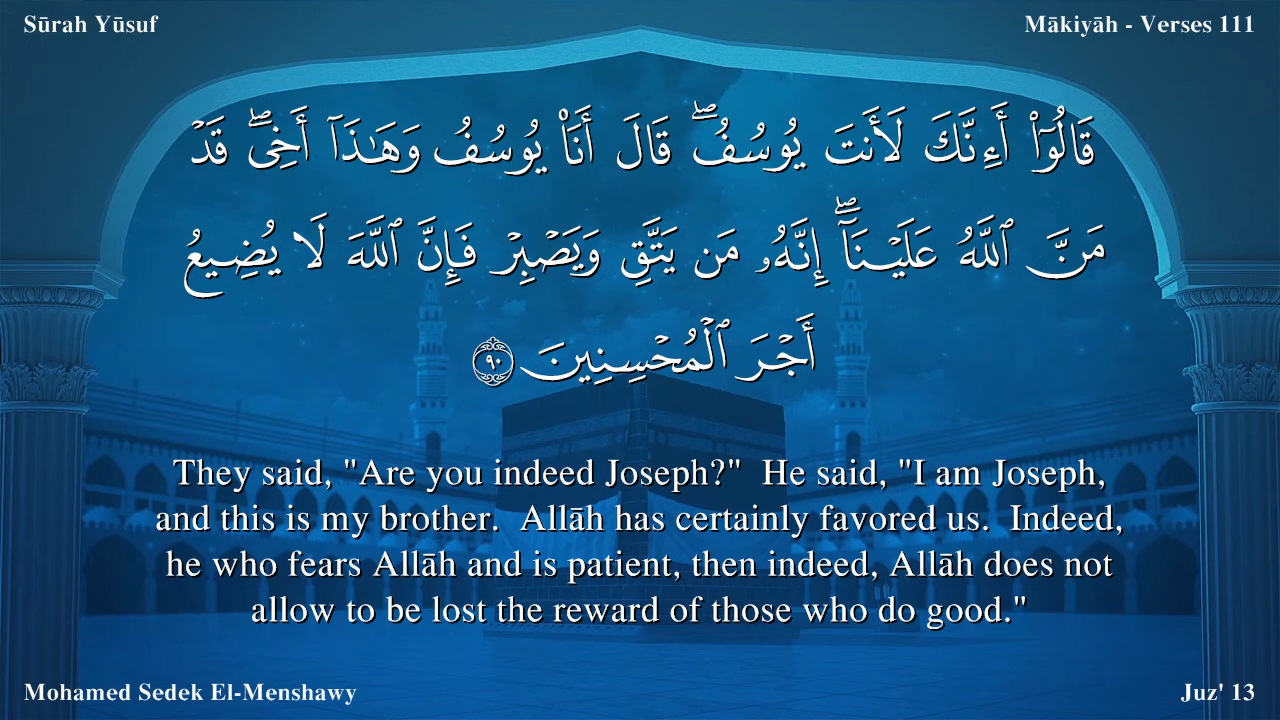 Sūrah Yūsuf
Mākiyāh - Verses 111
قَالُوٓا۟ أَءِنَّكَ لَأَنتَ يُوسُفُ ۖ قَالَ أَنَا۠ يُوسُفُ وَهَـٰذَآ أَخِى ۖ قَدْ
مَنَّ ٱللَّهُ عَلَيْنَآ ۖ إِنَّهُۥ مَن يَتَّقِ وَيَصْبِرْ فَإِنَّ ٱللَّهَ لَا يُضِيعُ
أَجْرَ ٱلْمُحْسِنِينَ ٩٠
They said, "Are you indeed Joseph?" He said, "I am Joseph,
and this is my brother. Allāh has certainly favored us. Indeed,
he who fears Allāh and is patient, then indeed, Allāh does not
allow to be lost the reward of those who do good."
Mohamed Sedek El-Menshawy
Juz' 13